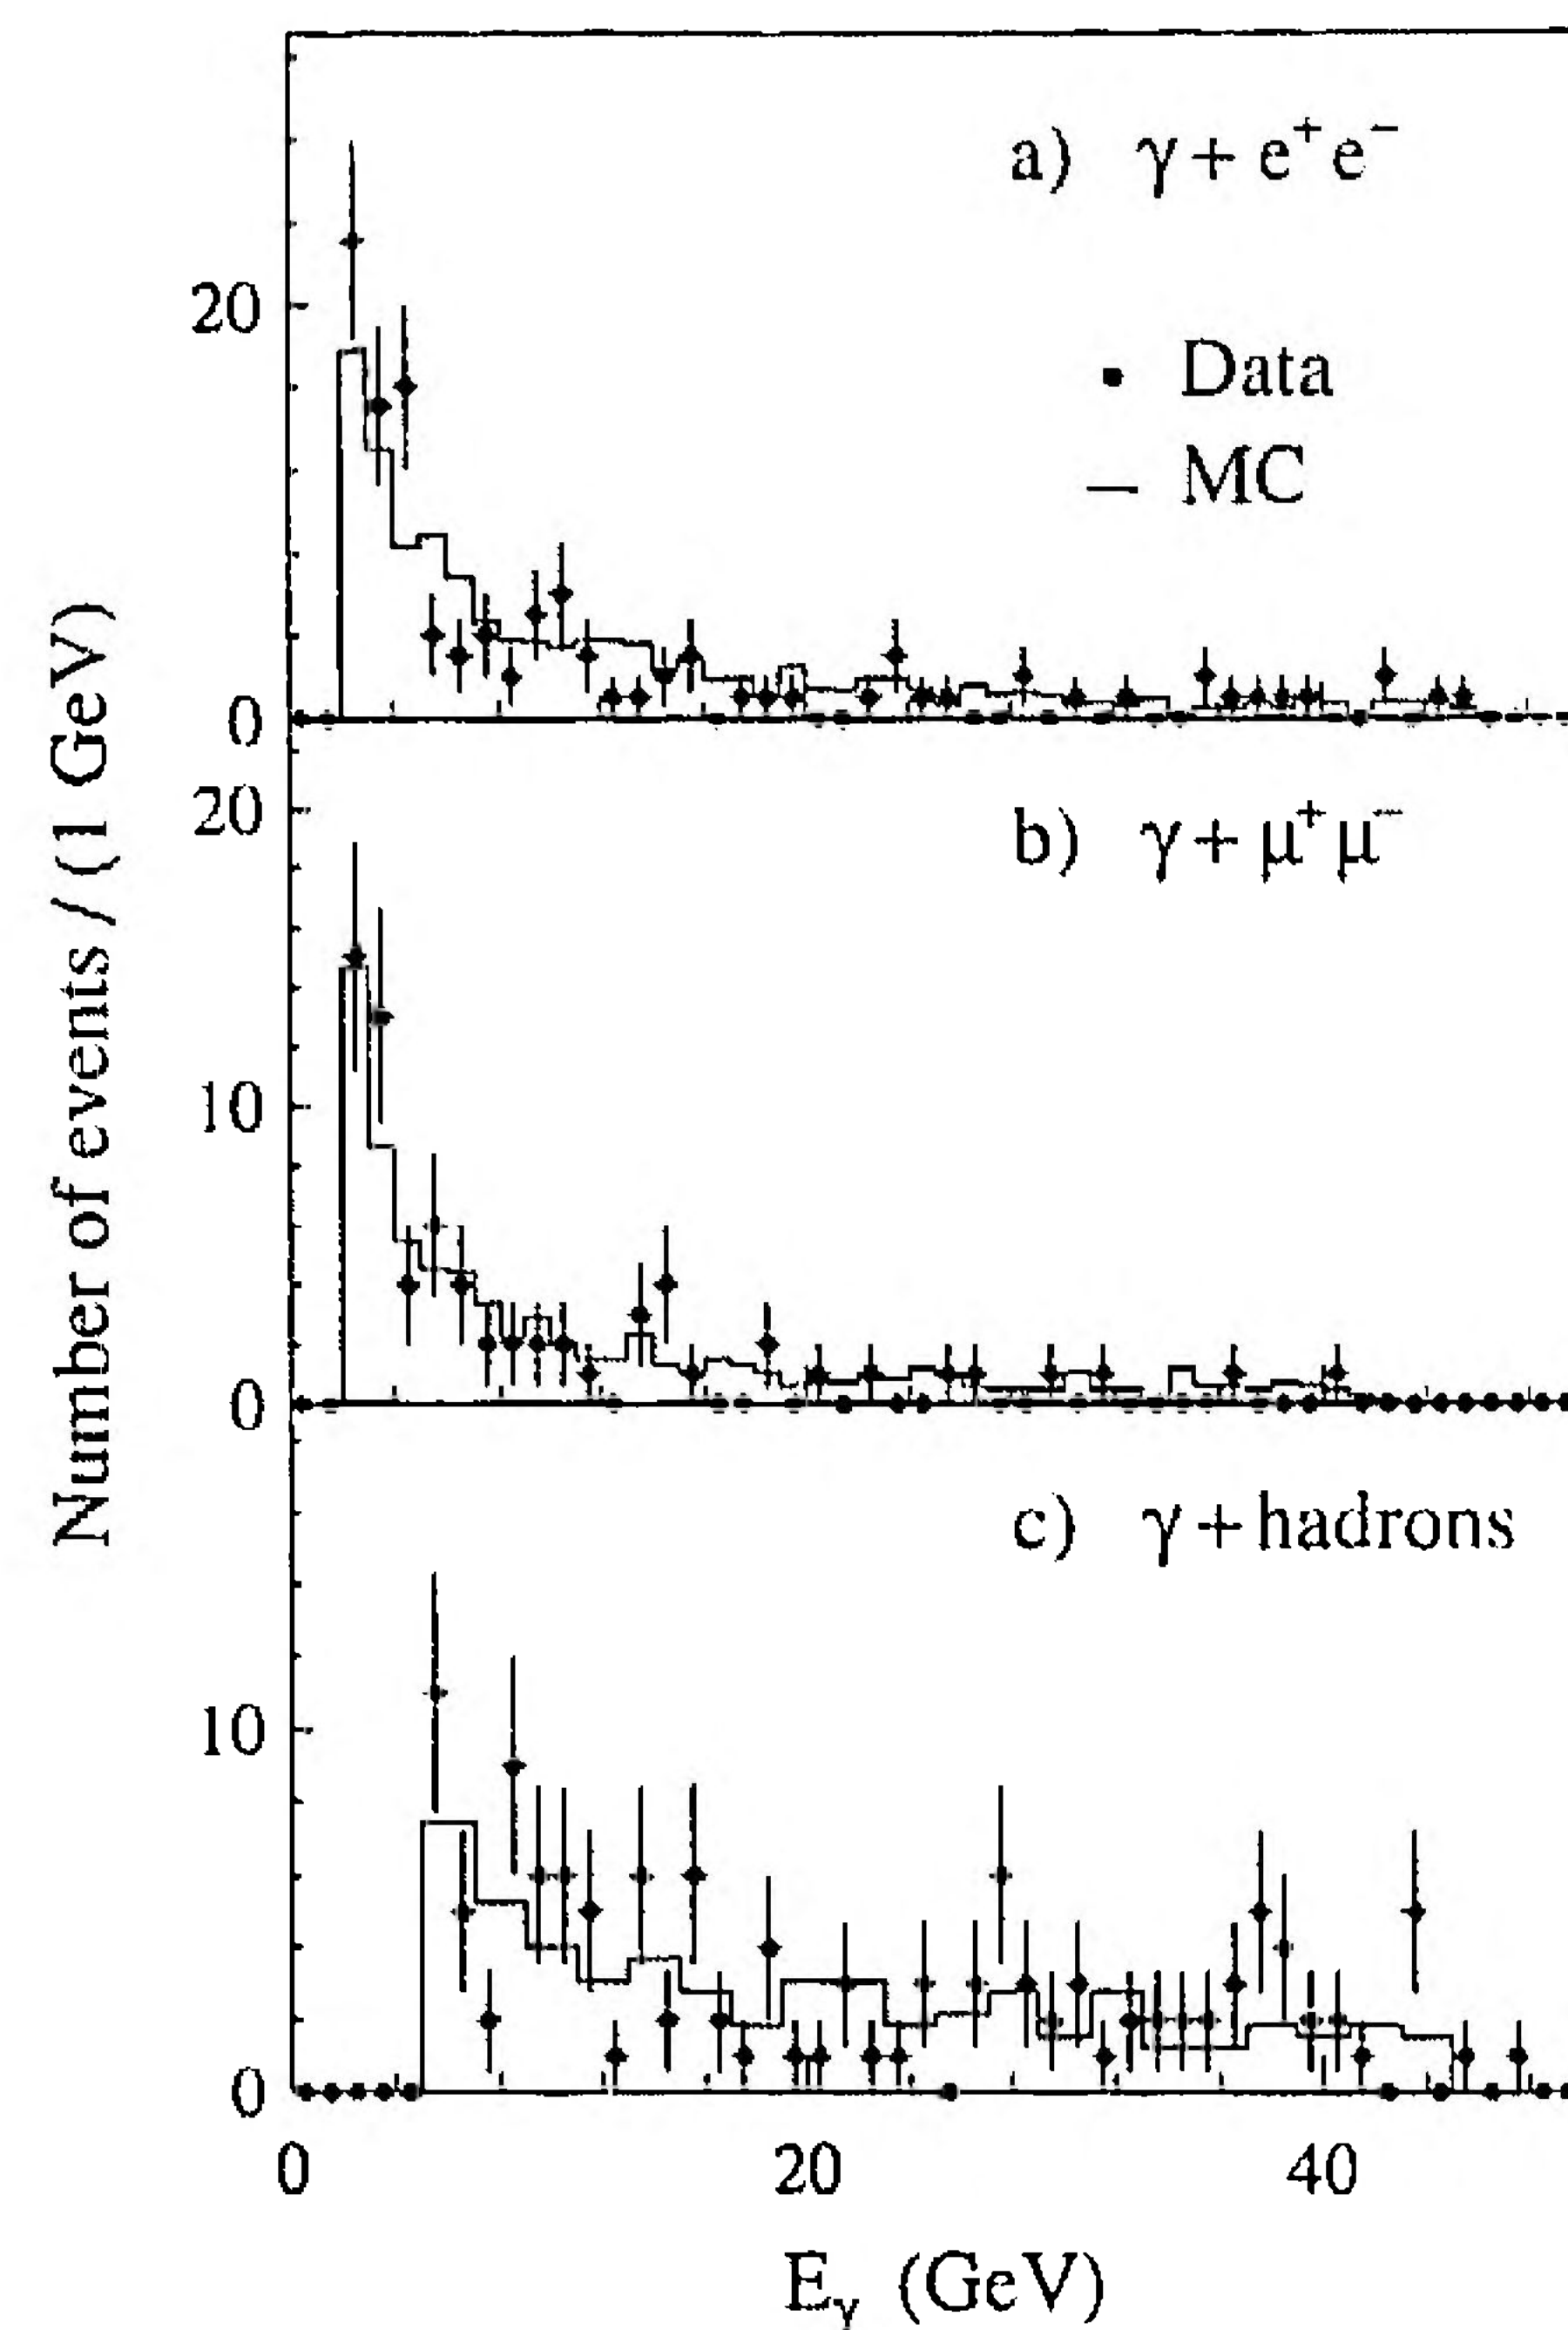 a) γ + e⁺e⁻
20
• Data
— MC
0
20
b) γ + μ⁺μ⁻
10
0
c) γ + hadrons
10
0
0 20 40
Eγ (GeV)
Number of events / (1 GeV)